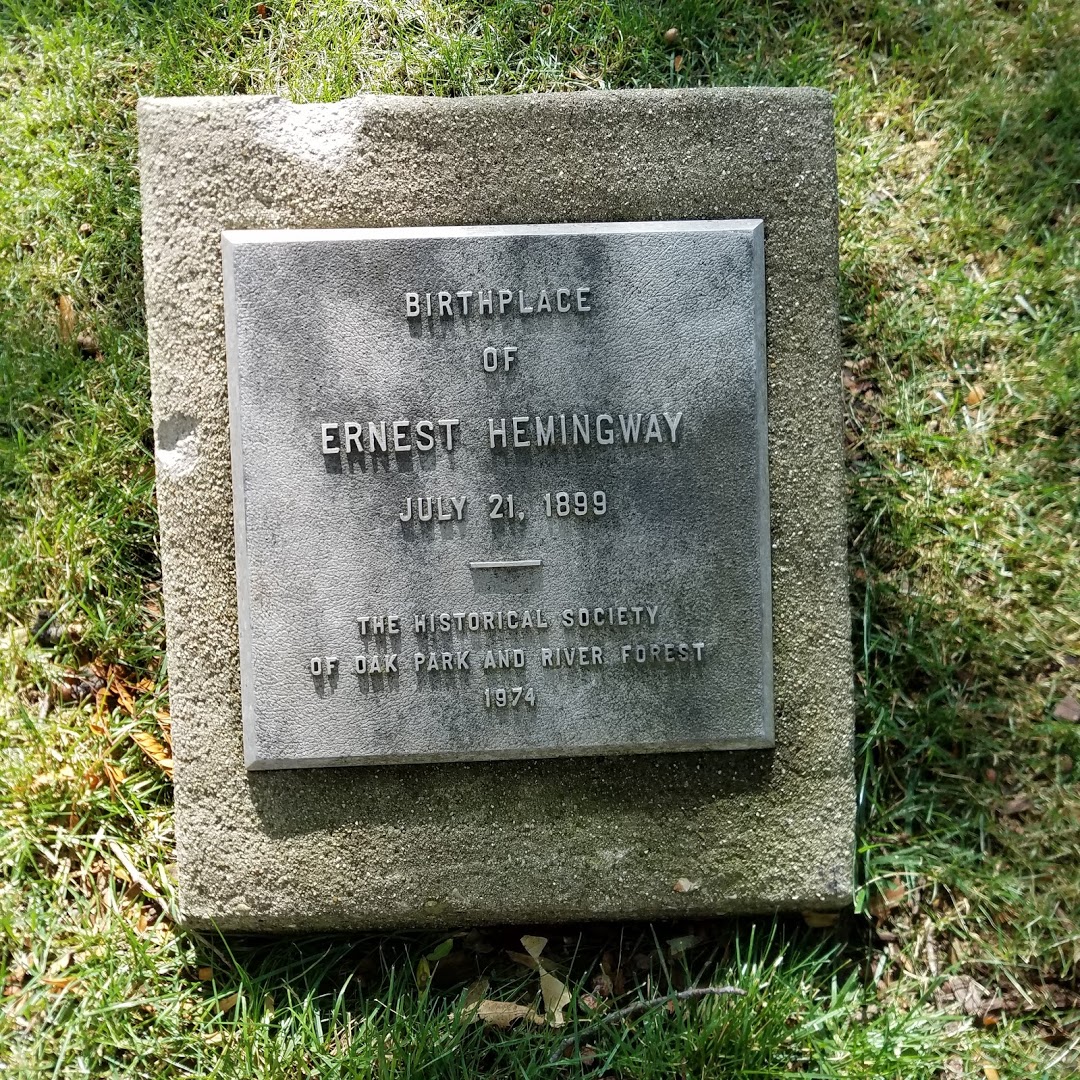 BIRTHPLACE
OF
ERNEST HEMINGWAY
JULY 21, 1899
THE HISTORICAL SOCIETY
OF OAK PARK AND RIVER FOREST
1974